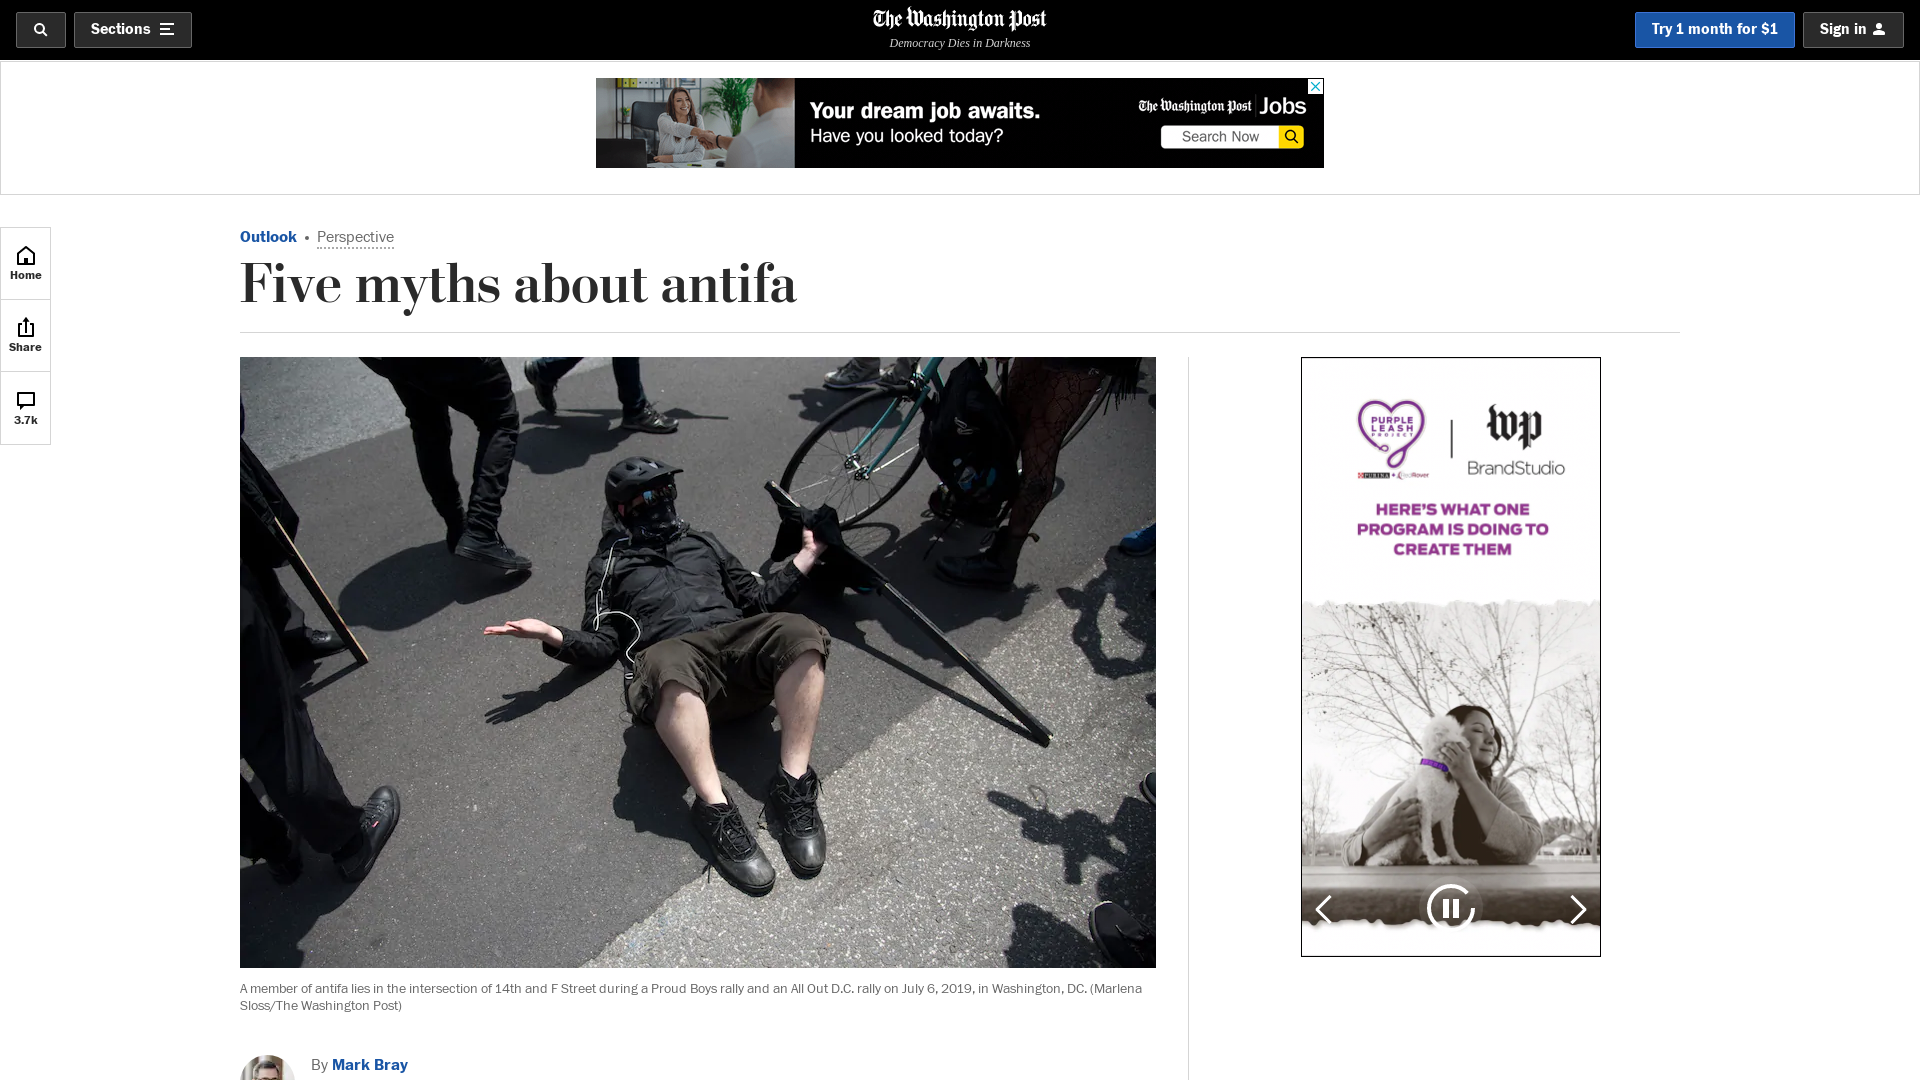 Sections
The Washington Post
Democracy Dies in Darkness
Try 1 month for $1
Sign in
Your dream job awaits.
Have you looked today?
The Washington Post Jobs
Search Now
Home
Share
3.7k
Outlook • Perspective
Five myths about antifa
A member of antifa lies in the intersection of 14th and F Street during a Proud Boys rally and an All Out D.C. rally on July 6, 2019, in Washington, DC. (Marlena
Sloss/The Washington Post)
By Mark Bray
PURPLE
LEASH
PROJECT
PURINA + RedRover
wp
BrandStudio
HERE'S WHAT ONE
PROGRAM IS DOING TO
CREATE THEM